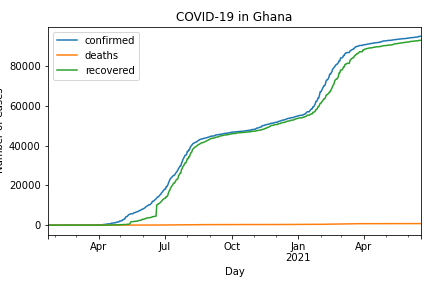 COVID-19 in Ghana
confirmed
deaths
recovered
80000
60000
40000
20000
0
Apr
Jul
Oct
Jan
2021
Apr
Day